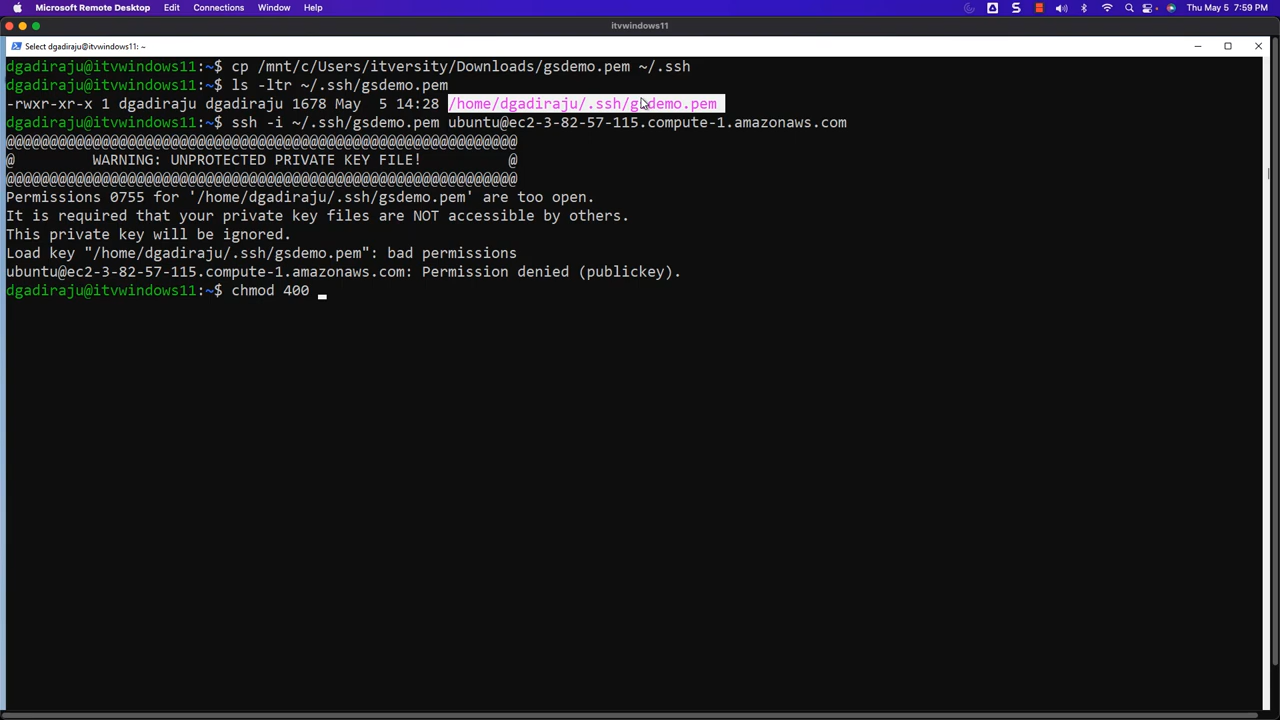 Microsoft Remote Desktop Edit Connections Window Help Thu May 5 7:59 PM
itvwindows11
Select dgadiraju@itvwindows11: ~
dgadiraju@itvwindows11:~$ cp /mnt/c/Users/itversity/Downloads/gsdemo.pem ~/.ssh
dgadiraju@itvwindows11:~$ ls -ltr ~/.ssh/gsdemo.pem
-rwxr-xr-x 1 dgadiraju dgadiraju 1678 May  5 14:28 /home/dgadiraju/.ssh/gsdemo.pem
dgadiraju@itvwindows11:~$ ssh -i ~/.ssh/gsdemo.pem ubuntu@ec2-3-82-57-115.compute-1.amazonaws.com
@@@@@@@@@@@@@@@@@@@@@@@@@@@@@@@@@@@@@@@@@@@@@@@@@@@@@@@@@@@
@         WARNING: UNPROTECTED PRIVATE KEY FILE!          @
@@@@@@@@@@@@@@@@@@@@@@@@@@@@@@@@@@@@@@@@@@@@@@@@@@@@@@@@@@@
Permissions 0755 for '/home/dgadiraju/.ssh/gsdemo.pem' are too open.
It is required that your private key files are NOT accessible by others.
This private key will be ignored.
Load key "/home/dgadiraju/.ssh/gsdemo.pem": bad permissions
ubuntu@ec2-3-82-57-115.compute-1.amazonaws.com: Permission denied (publickey).
dgadiraju@itvwindows11:~$ chmod 400